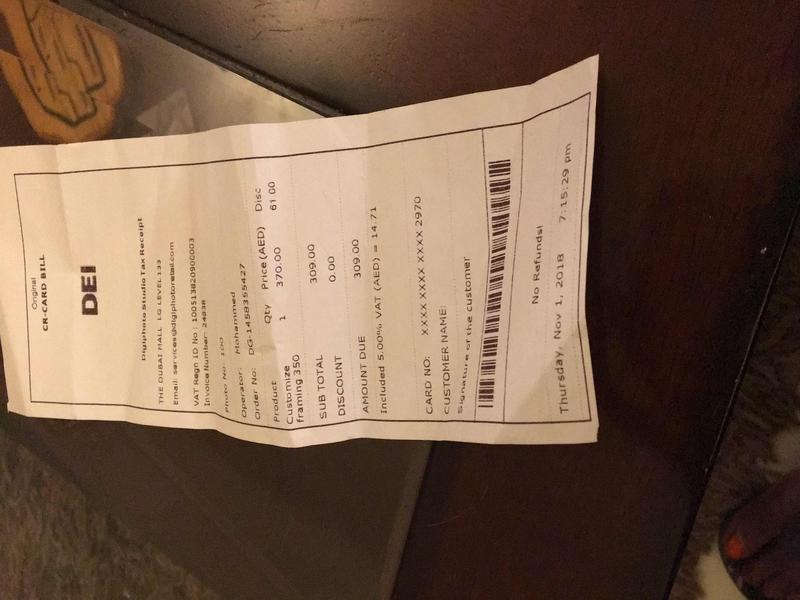 Original
CR-CARD BILL
DEI
Digiphoto Studio Tax Receipt
THE DUBAI MALL LG LEVEL 133
Email: services@digiphotoretail.com
VAT Regn ID No : 100513820900003
Invoice Number: 24838
Photo No: 100
Operator: Mohammed
Order No: DG-1458355427
Product Qty Price (AED) Disc
Customize 1 370.00 61.00
framing 350
SUB TOTAL 309.00
DISCOUNT 0.00
AMOUNT DUE 309.00
Included 5.00% VAT (AED) = 14.71
CARD NO: XXXX XXXX XXXX 2970
CUSTOMER NAME:
Signature of the customer
No Refunds!
Thursday, Nov 1, 2018 7:15:29 pm